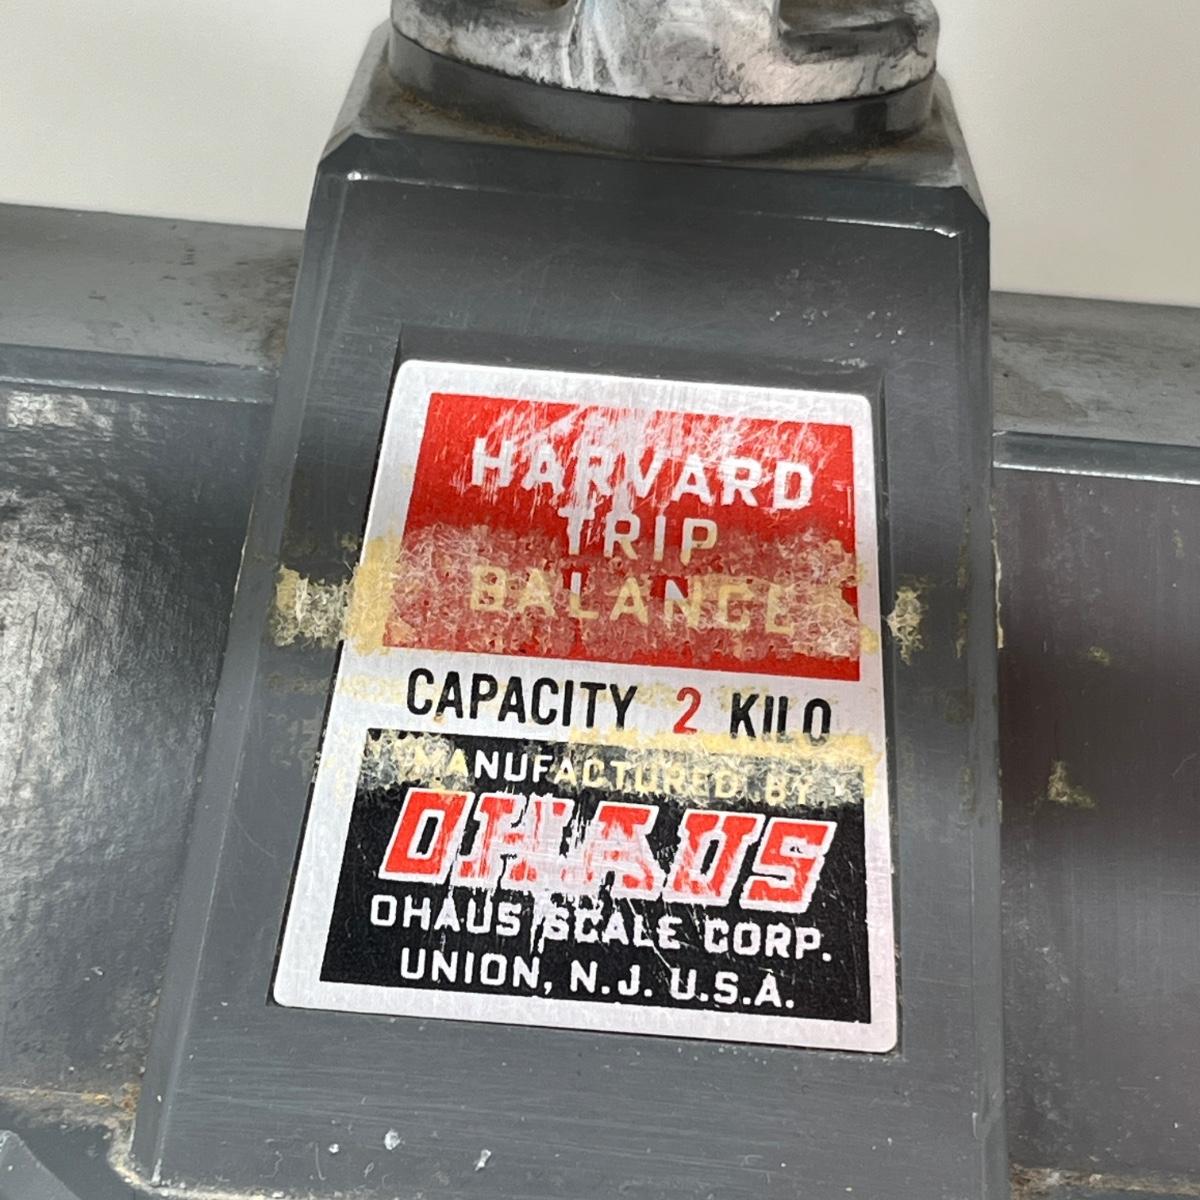 HARVARD
TRIP
BALANCE
CAPACITY 2 KILO
MANUFACTURED BY
OHAUS
OHAUS SCALE CORP.
UNION, N.J. U.S.A.